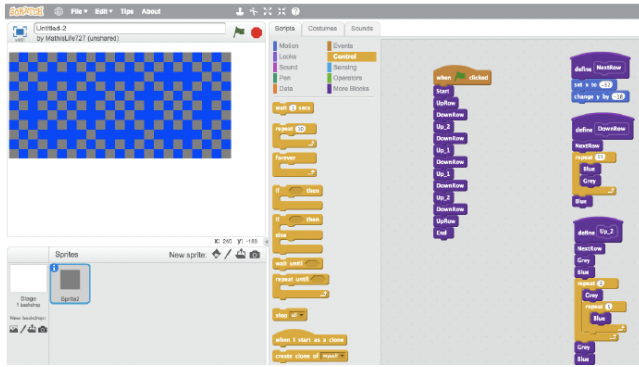 SCRATCH File Edit Tips About
Untitled-2
by MathisLife727 (unshared)
X: 240 y: -180
Sprites New sprite:
Stage
1 backdrop
New backdrop:
Sprite1
Scripts Costumes Sounds
Motion Events
Looks Control
Sound Sensing
Pen Operators
Data More Blocks
wait 1 secs
repeat 10
forever
if then
if then
else
wait until
repeat until
stop all
when I start as a clone
create clone of myself
when clicked
Start
UpRow
DownRow
Up_2
DownRow
Up_1
DownRow
Up_1
DownRow
Up_2
DownRow
UpRow
End
define NextRow
set x to
change y by
define DownRow
NextRow
repeat 11
Blue
Grey
Blue
define Up_2
NextRow
Grey
Blue
repeat
Grey
repeat
Blue
Grey
Blue